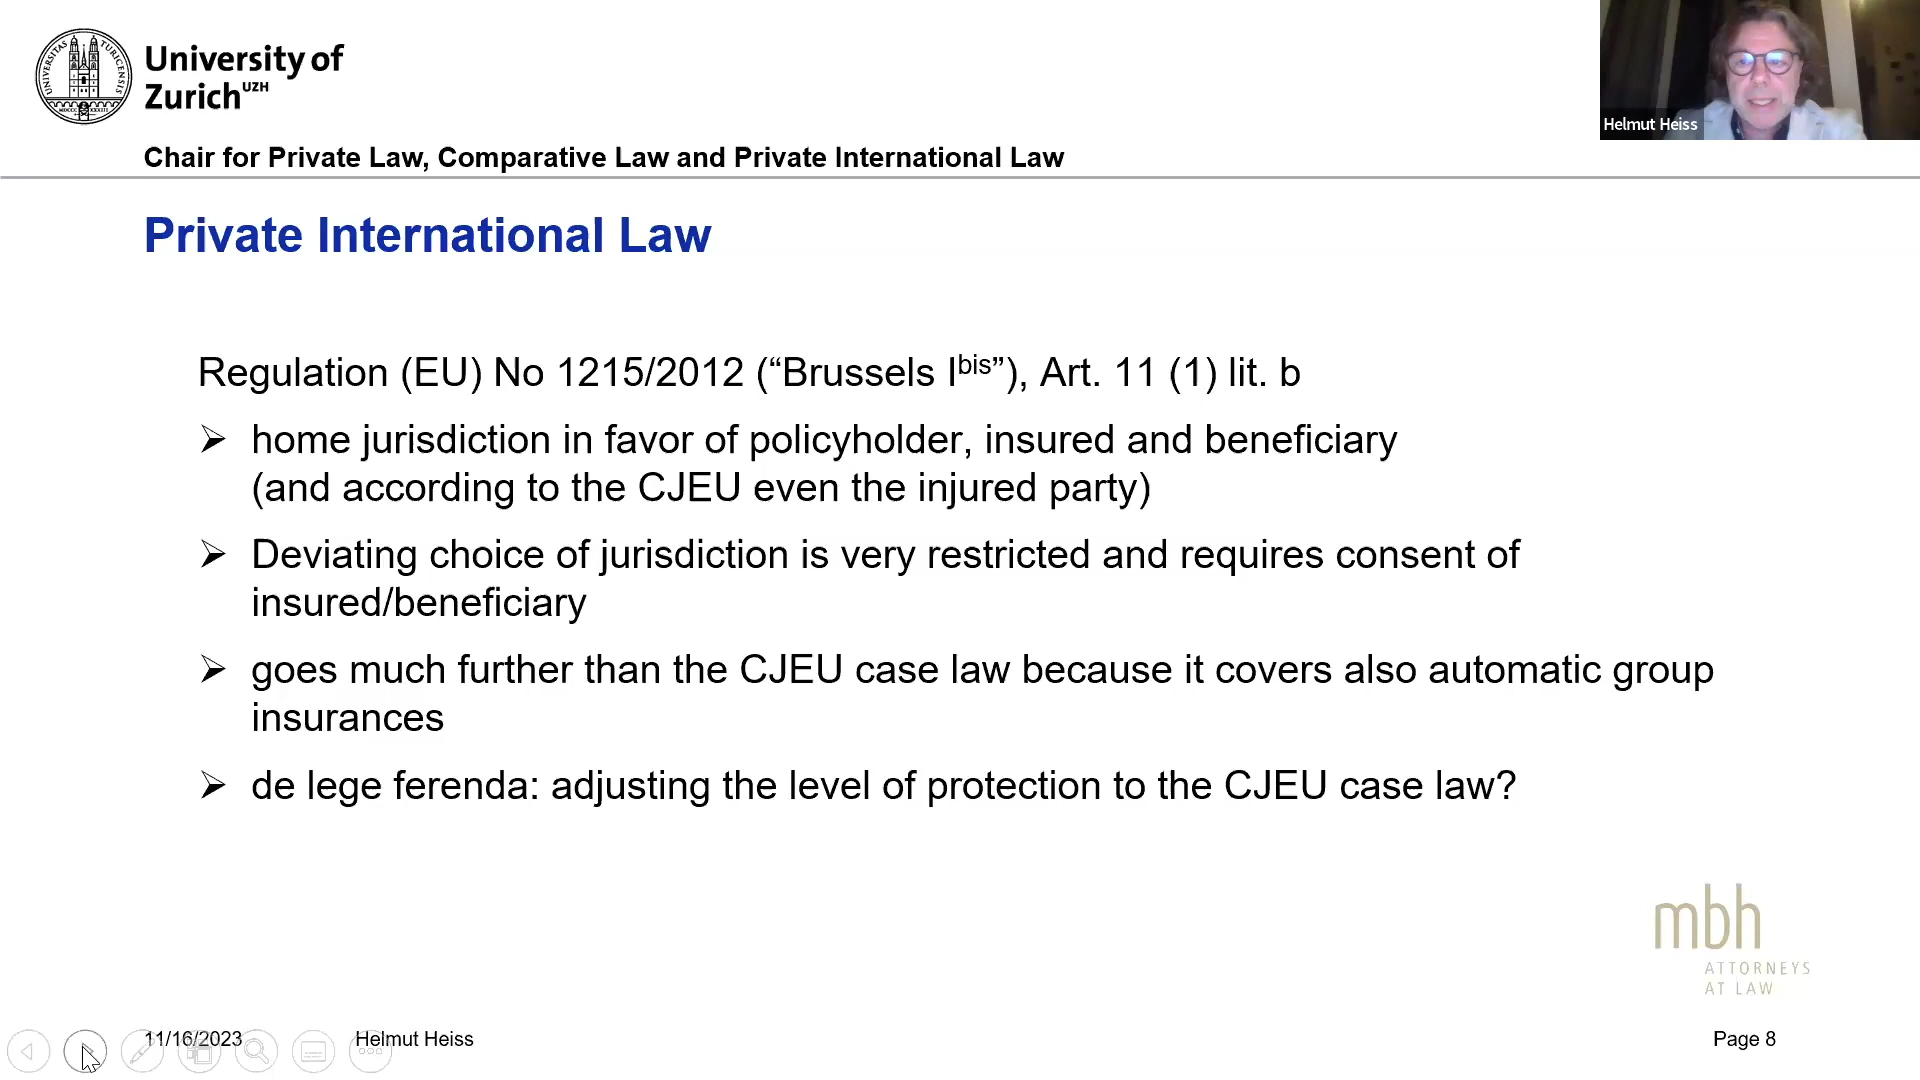 University of
Zurich UZH
Helmut Heiss
Chair for Private Law, Comparative Law and Private International Law
Private International Law
Regulation (EU) No 1215/2012 (“Brussels Ibis”), Art. 11 (1) lit. b
➢ home jurisdiction in favor of policyholder, insured and beneficiary
(and according to the CJEU even the injured party)
➢ Deviating choice of jurisdiction is very restricted and requires consent of
insured/beneficiary
➢ goes much further than the CJEU case law because it covers also automatic group
insurances
➢ de lege ferenda: adjusting the level of protection to the CJEU case law?
mbh
ATTORNEYS
AT LAW
11/16/2023
Helmut Heiss
Page 8